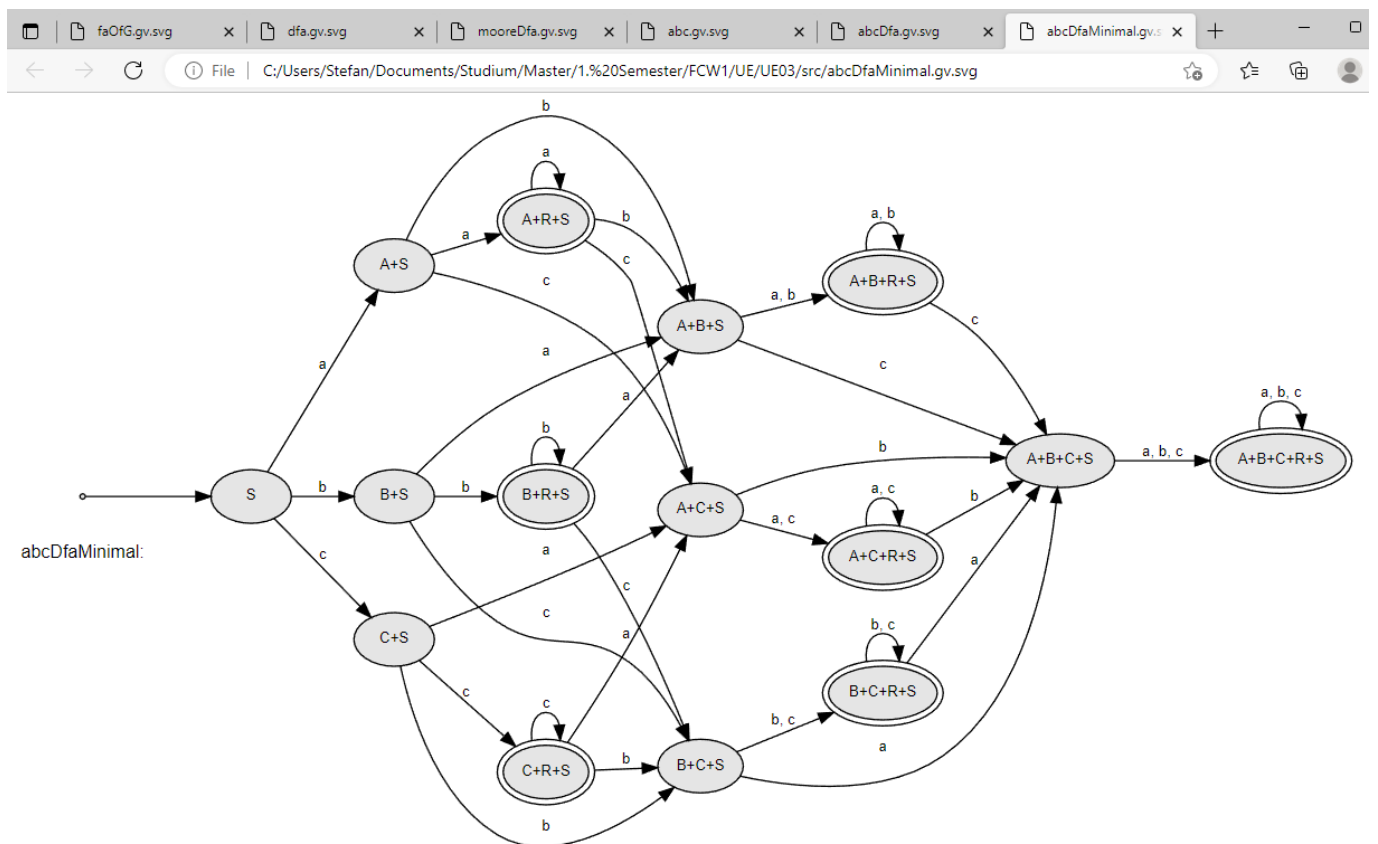 faOfG.gv.svg
dfa.gv.svg
mooreDfa.gv.svg
abc.gv.svg
abcDfa.gv.svg
abcDfaMinimal.gv.s
File
C:/Users/Stefan/Documents/Studium/Master/1.%20Semester/FCW1/UE/UE03/src/abcDfaMinimal.gv.svg
b
a
A+R+S
b
a, b
a
A+S
c
A+B+R+S
c
a, b
c
A+B+S
a
c
a
a
a, b, c
b
b
A+B+C+S
a, b, c
A+B+C+R+S
S
b
B+S
b
B+R+S
A+C+S
a, c
a, c
b
abcDfaMinimal:
c
a
A+C+R+S
a
c
c
b, c
C+S
a
c
B+C+R+S
c
b, c
C+R+S
b
B+C+S
a
b